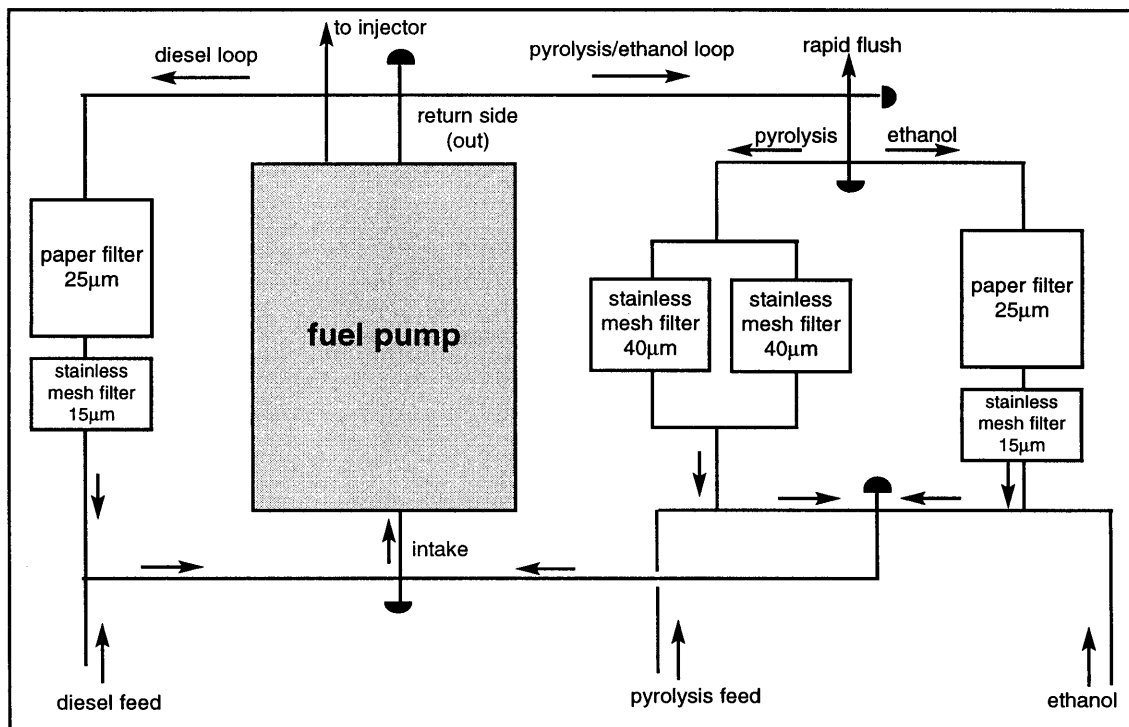 to injector
diesel loop
pyrolysis/ethanol loop
rapid flush
return side
(out)
pyrolysis
ethanol
paper filter
25μm
stainless
mesh filter
15μm
fuel pump
stainless
mesh filter
40μm
stainless
mesh filter
40μm
paper filter
25μm
stainless
mesh filter
15μm
intake
diesel feed
pyrolysis feed
ethanol